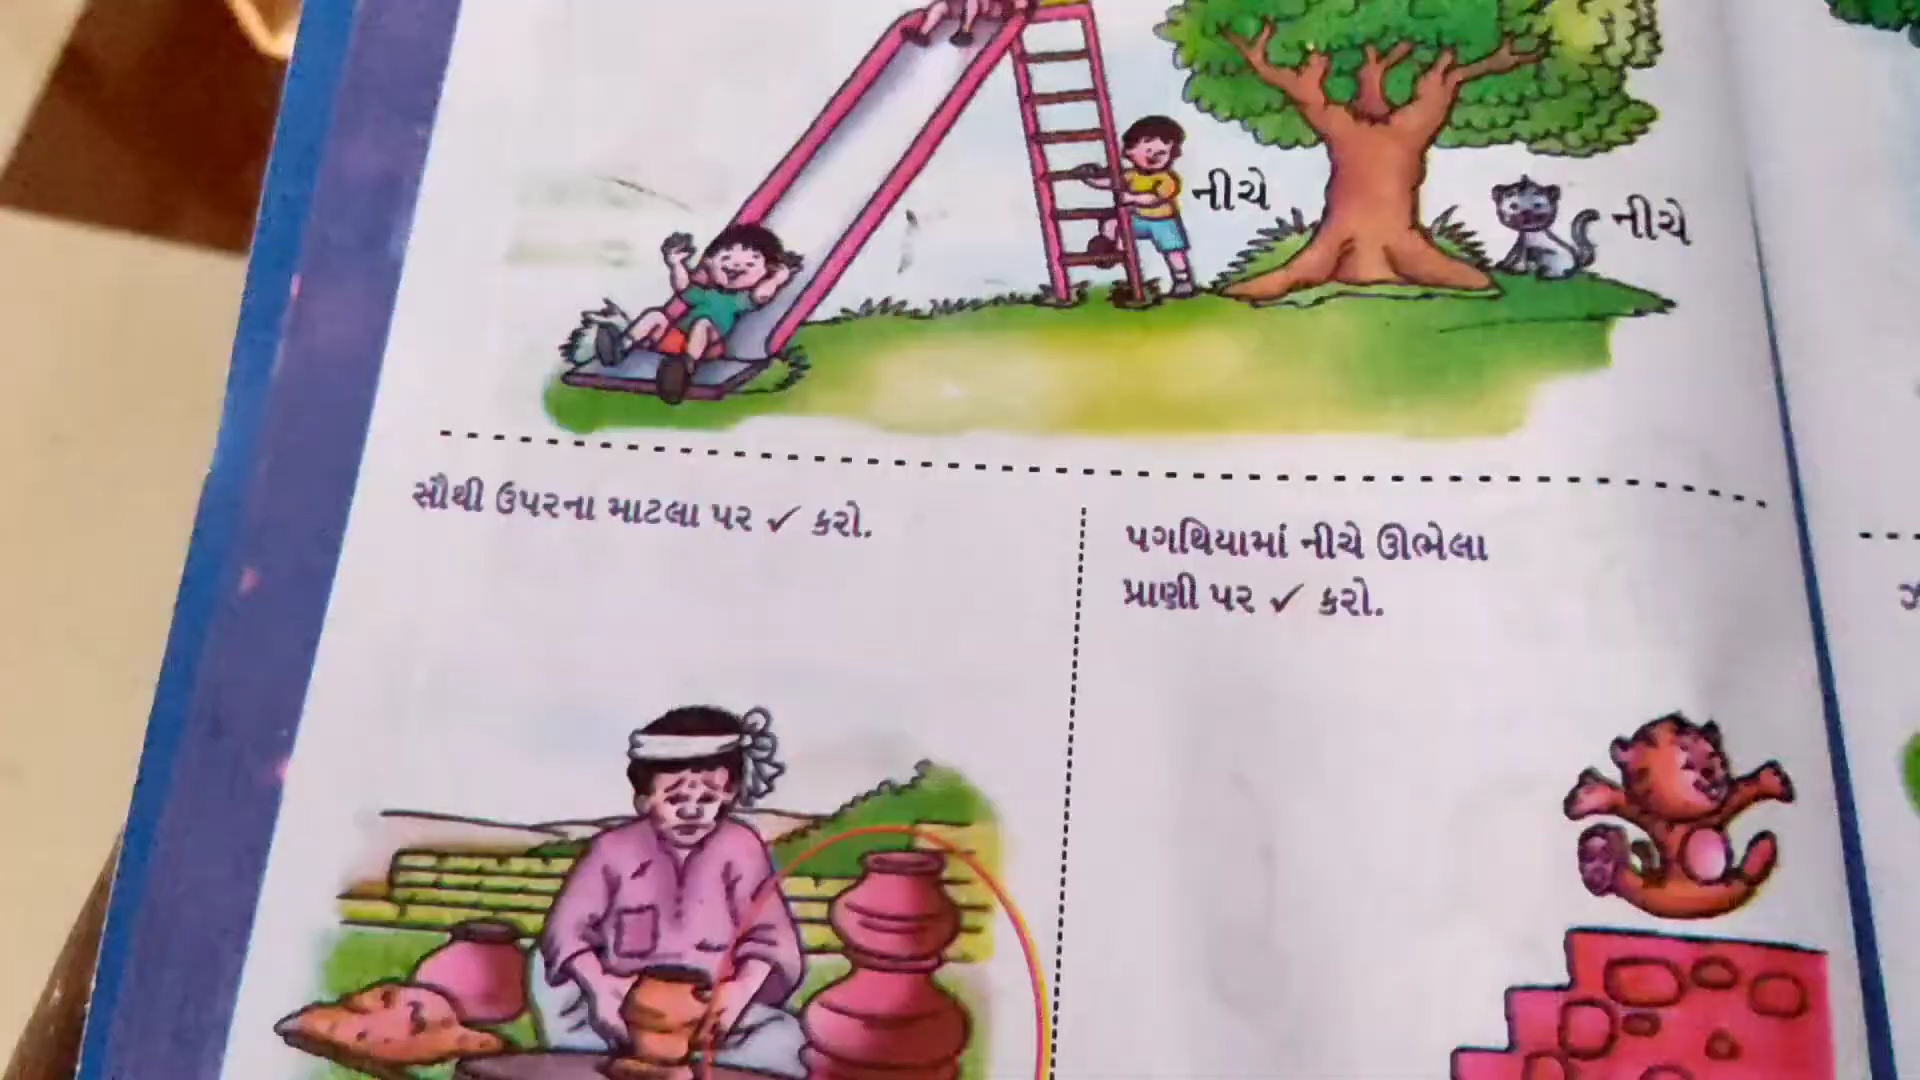 નીચે
નીચે
સૌથી ઉપરના માટલા પર ✓ કરો.
પગથિયામાં નીચે ઊભેલા
પ્રાણી પર ✓ કરો.